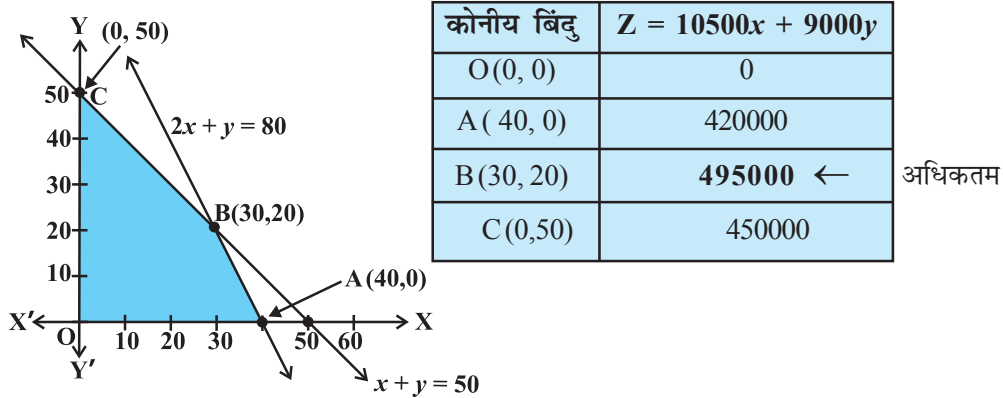 Y
(0, 50)
50
C
40
2x + y = 80
30
B(30,20)
20
10
A(40,0)
X′
O
10
20
30
50
60
X
Y′
x + y = 50
कोनीय बिंदु Z = 10500x + 9000y
O(0, 0) 0
A( 40, 0) 420000
B(30, 20) 495000 ← अधिकतम
C(0,50) 450000